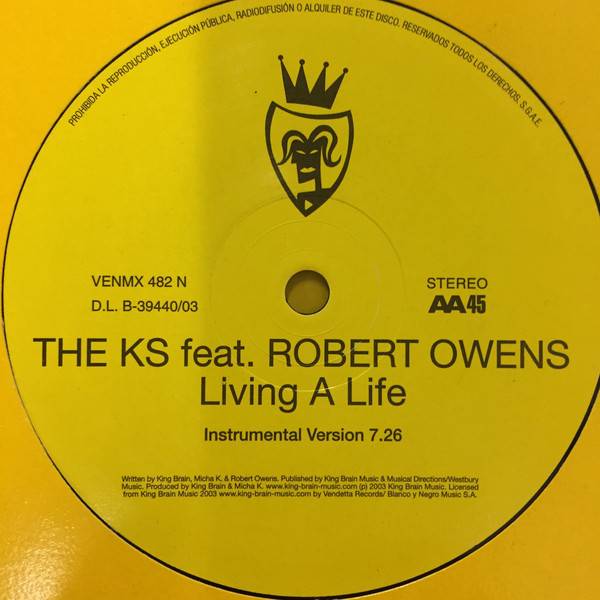 PROHIBIDA LA REPRODUCCIÓN, EJECUCIÓN PÚBLICA, RADIODIFUSIÓN O ALQUILER DE ESTE DISCO. RESERVADOS TODOS LOS DERECHOS. S.G.A.E.
VENMX 482 N
STEREO
D.L. B-39440/03
AA 45
THE KS feat. ROBERT OWENS
Living A Life
Instrumental Version 7.26
Written by King Brain, Micha K. & Robert Owens. Published by King Brain Music & Musical Directions/Westbury
Music. Produced by King Brain & Micha K. www.king-brain-music.com (p) 2003 King Brain Music. Licensed
from King Brain Music 2003 www.king-brain-music.com by Vendetta Records/ Blanco y Negro Music S.A.